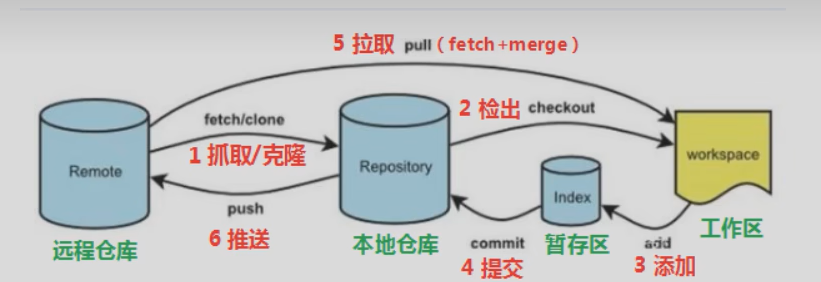 5 拉取 pull（fetch+merge）
fetch/clone
2 检出 checkout
1 抓取/克隆
Remote
Repository
workspace
Index
push
6 推送
远程仓库
本地仓库
commit
4 提交
暂存区
add
3 添加
工作区